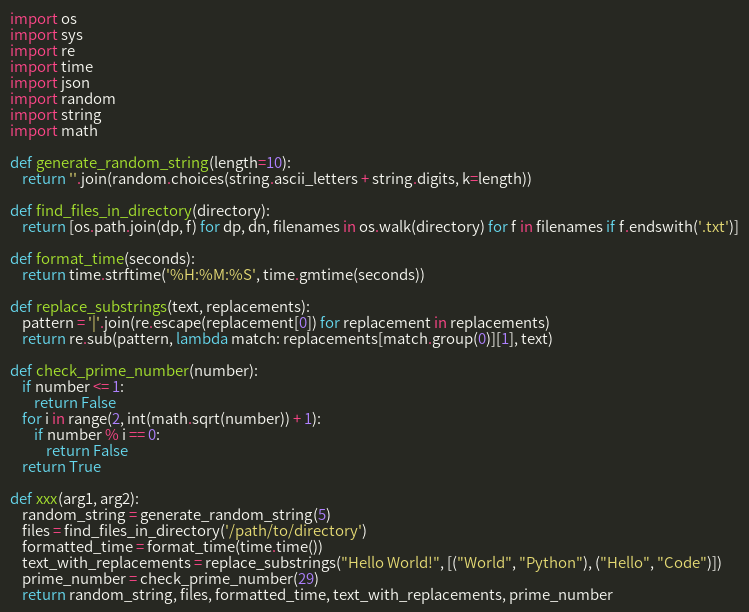 import os
import sys
import re
import time
import json
import random
import string
import math

def generate_random_string(length=10):
    return ''.join(random.choices(string.ascii_letters + string.digits, k=length))

def find_files_in_directory(directory):
    return [os.path.join(dp, f) for dp, dn, filenames in os.walk(directory) for f in filenames if f.endswith('.txt')]

def format_time(seconds):
    return time.strftime('%H:%M:%S', time.gmtime(seconds))

def replace_substrings(text, replacements):
    pattern = '|'.join(re.escape(replacement[0]) for replacement in replacements)
    return re.sub(pattern, lambda match: replacements[match.group(0)][1], text)

def check_prime_number(number):
    if number <= 1:
        return False
    for i in range(2, int(math.sqrt(number)) + 1):
        if number % i == 0:
            return False
    return True

def xxx(arg1, arg2):
    random_string = generate_random_string(5)
    files = find_files_in_directory('/path/to/directory')
    formatted_time = format_time(time.time())
    text_with_replacements = replace_substrings("Hello World!", [("World", "Python"), ("Hello", "Code")])
    prime_number = check_prime_number(29)
    return random_string, files, formatted_time, text_with_replacements, prime_number